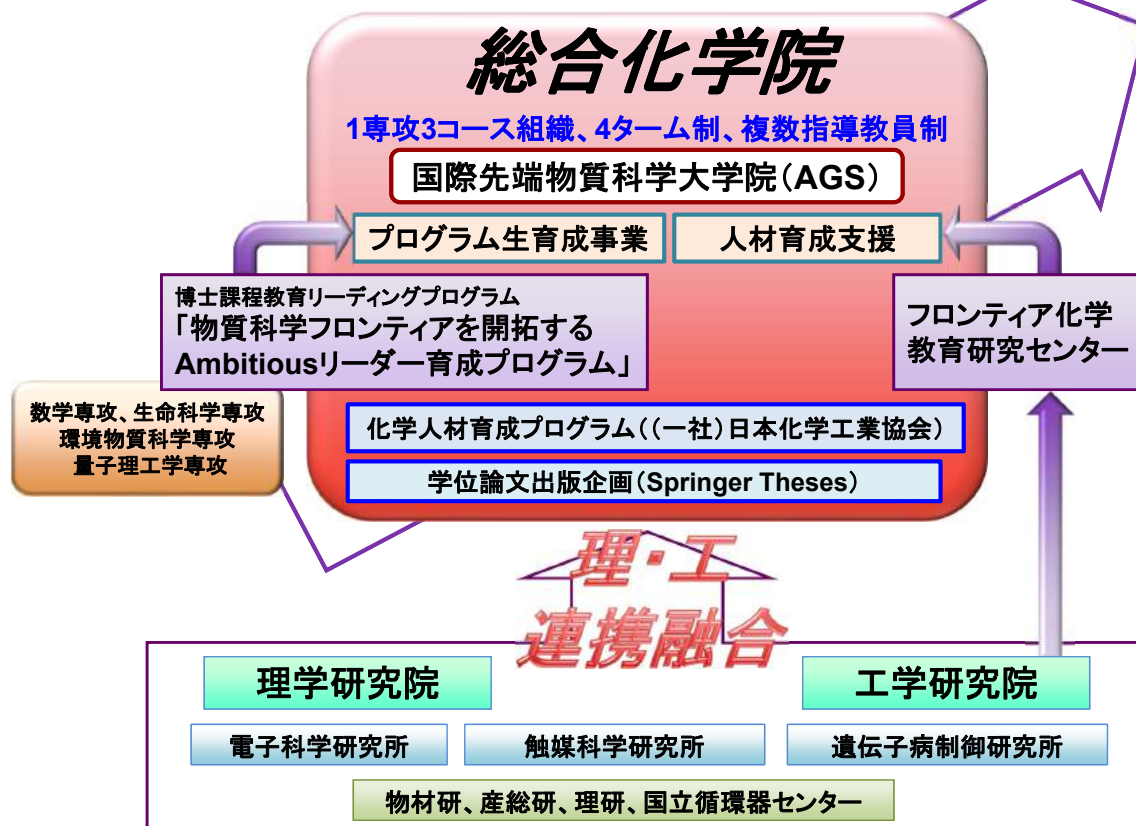 総合化学院
1専攻3コース組織、4ターム制、複数指導教員制
国際先端物質科学大学院(AGS)
プログラム生育成事業
人材育成支援
博士課程教育リーディングプログラム
「物質科学フロンティアを開拓する
Ambitiousリーダー育成プログラム」
フロンティア化学
教育研究センター
数学専攻、生命科学専攻
環境物質科学専攻
量子理工学専攻
化学人材育成プログラム((一社)日本化学工業協会)
学位論文出版企画(Springer Theses)
理・工
連携融合
理学研究院
工学研究院
電子科学研究所
触媒科学研究所
遺伝子病制御研究所
物材研、産総研、理研、国立循環器センター